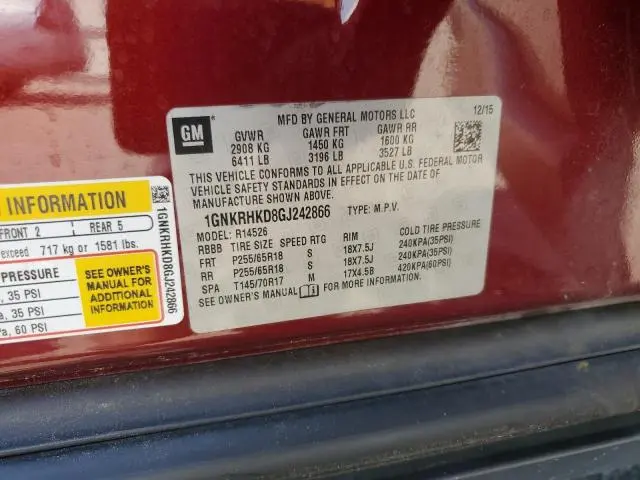 GM
MFD BY GENERAL MOTORS LLC 12/15
GVWR GAWR FRT GAWR RR
2908 KG 1450 KG 1600 KG
6411 LB 3196 LB 3527 LB
THIS VEHICLE CONFORMS TO ALL APPLICABLE U.S. FEDERAL MOTOR
VEHICLE SAFETY STANDARDS IN EFFECT ON THE DATE OF
MANUFACTURE SHOWN ABOVE.
1GNKRHKD8GJ242866 TYPE: M.P.V.
MODEL: R14526
RBBB TIRE SIZE SPEED RTG RIM COLD TIRE PRESSURE
FRT P255/65R18 S 18X7.5J 240KPA(35PSI)
RR P255/65R18 S 18X7.5J 240KPA(35PSI)
SPA T145/70R17 M 17X4.5B 420KPA(60PSI)
SEE OWNER'S MANUAL FOR MORE INFORMATION.
INFORMATION
FRONT 2 REAR 5
exceed 717 kg or 1581 lbs.
PRESSURE
35 PSI
a, 35 PSI
a, 60 PSI
SEE OWNER'S
MANUAL FOR
ADDITIONAL
INFORMATION
1GNKRHKD8GJ242866